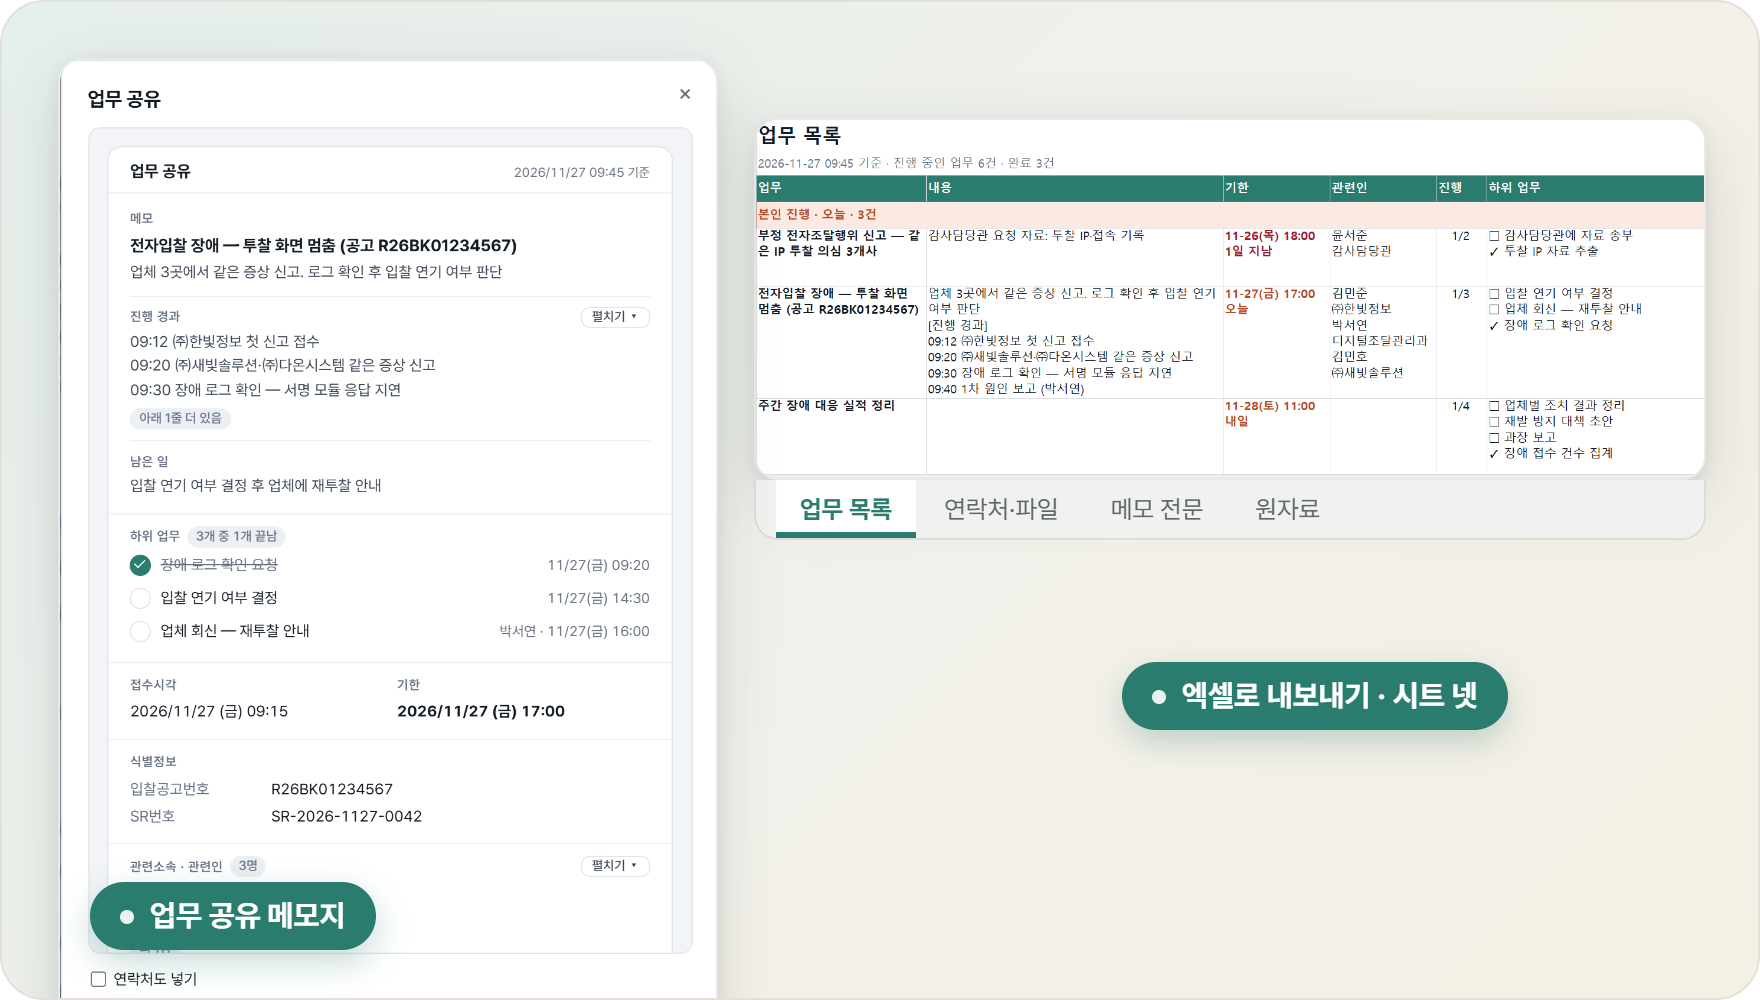 업무 공유
×
업무 공유
2026/11/27 09:45 기준
메모
전자입찰 장애 — 투찰 화면 멈춤 (공고 R26BK01234567)
업체 3곳에서 같은 증상 신고. 로그 확인 후 입찰 연기 여부 판단
진행 경과
펼치기 ▾
09:12 ㈜한빛정보 첫 신고 접수
09:20 ㈜새빛솔루션·㈜다온시스템 같은 증상 신고
09:30 장애 로그 확인 — 서명 모듈 응답 지연
아래 1줄 더 있음
남은 일
입찰 연기 여부 결정 후 업체에 재투찰 안내
하위 업무 3개 중 1개 끝남
장애 로그 확인 요청 11/27(금) 09:20
입찰 연기 여부 결정 11/27(금) 14:30
업체 회신 — 재투찰 안내 박서연 · 11/27(금) 16:00
접수시각 기한
2026/11/27 (금) 09:15 2026/11/27 (금) 17:00
식별정보
입찰공고번호 R26BK01234567
SR번호 SR-2026-1127-0042
관련소속 · 관련인 3명
펼치기 ▾
업무 공유 메모지
연락처도 넣기
업무 목록
2026-11-27 09:45 기준 · 진행 중인 업무 6건 · 완료 3건
업무 내용 기한 관련인 진행 하위 업무
본인 진행 · 오늘 · 3건
부정 전자조달행위 신고 — 같
은 IP 투찰 의심 3개사
감사담당관 요청 자료: 투찰 IP·접속 기록
11-26(목) 18:00
1일 지남
윤서준
감사담당관
1/2
☐ 감사담당관에 자료 송부
✓ 투찰 IP 자료 추출
전자입찰 장애 — 투찰 화면
멈춤 (공고 R26BK01234567)
업체 3곳에서 같은 증상 신고. 로그 확인 후 입찰 연기
여부 판단
[진행 경과]
09:12 ㈜한빛정보 첫 신고 접수
09:20 ㈜새빛솔루션·㈜다온시스템 같은 증상 신고
09:30 장애 로그 확인 — 서명 모듈 응답 지연
09:40 1차 원인 보고 (박서연)
11-27(금) 17:00
오늘
김민준
㈜한빛정보
박서연
디지털조달관리과
김민호
㈜새빛솔루션
1/3
☐ 입찰 연기 여부 결정
☐ 업체 회신 — 재투찰 안내
✓ 장애 로그 확인 요청
주간 장애 대응 실적 정리
11-28(토) 11:00
내일
1/4
☐ 업체별 조치 결과 정리
☐ 재발 방지 대책 초안
☐ 과장 보고
✓ 장애 접수 건수 집계
업무 목록 연락처·파일 메모 전문 원자료
엑셀로 내보내기 · 시트 넷